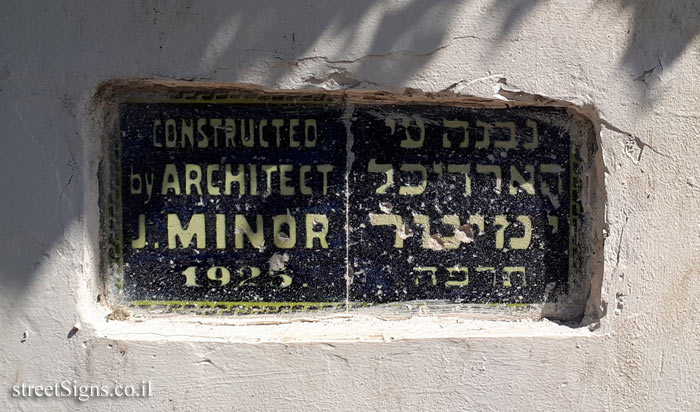 CONSTRUCTED
by ARCHITECT
J. MINOR
1925.
נבנה ע״י
הארדיכל
י. מינור
תרפה
streetSigns.co.il